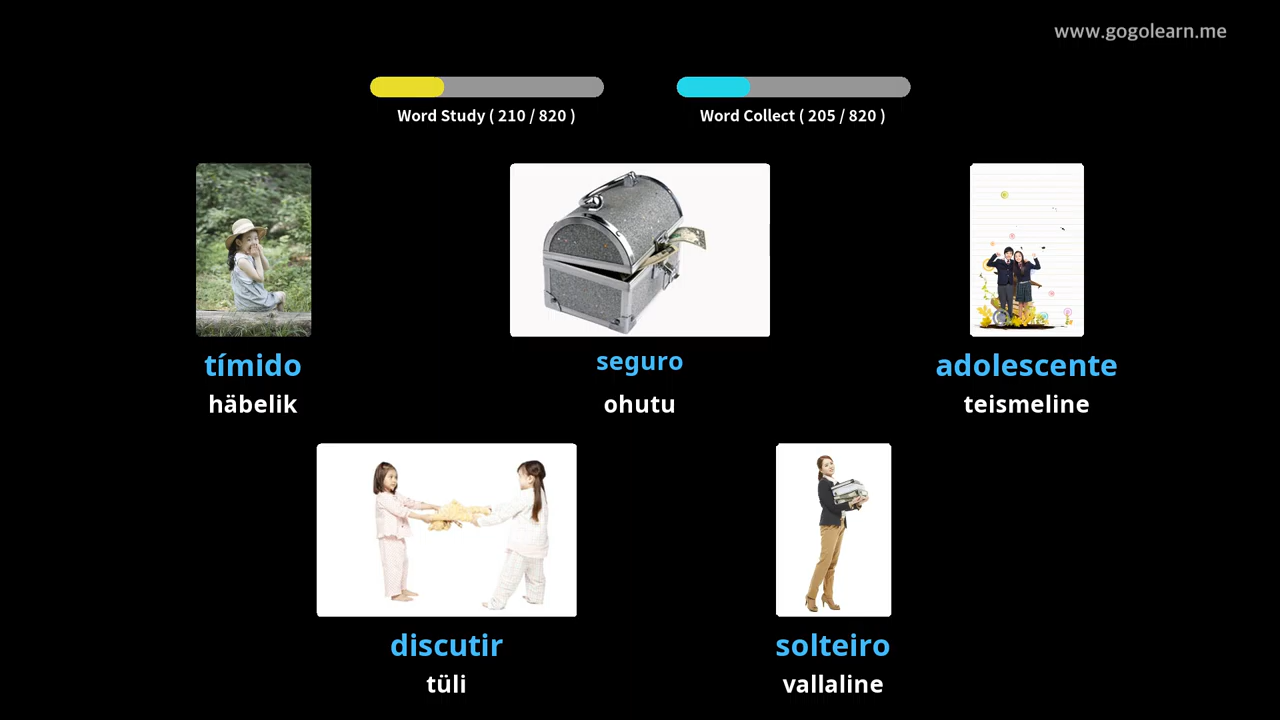 www.gogolearn.me
Word Study ( 210 / 820 )
Word Collect ( 205 / 820 )
tímido
häbelik
seguro
ohutu
adolescente
teismeline
discutir
tüli
solteiro
vallaline